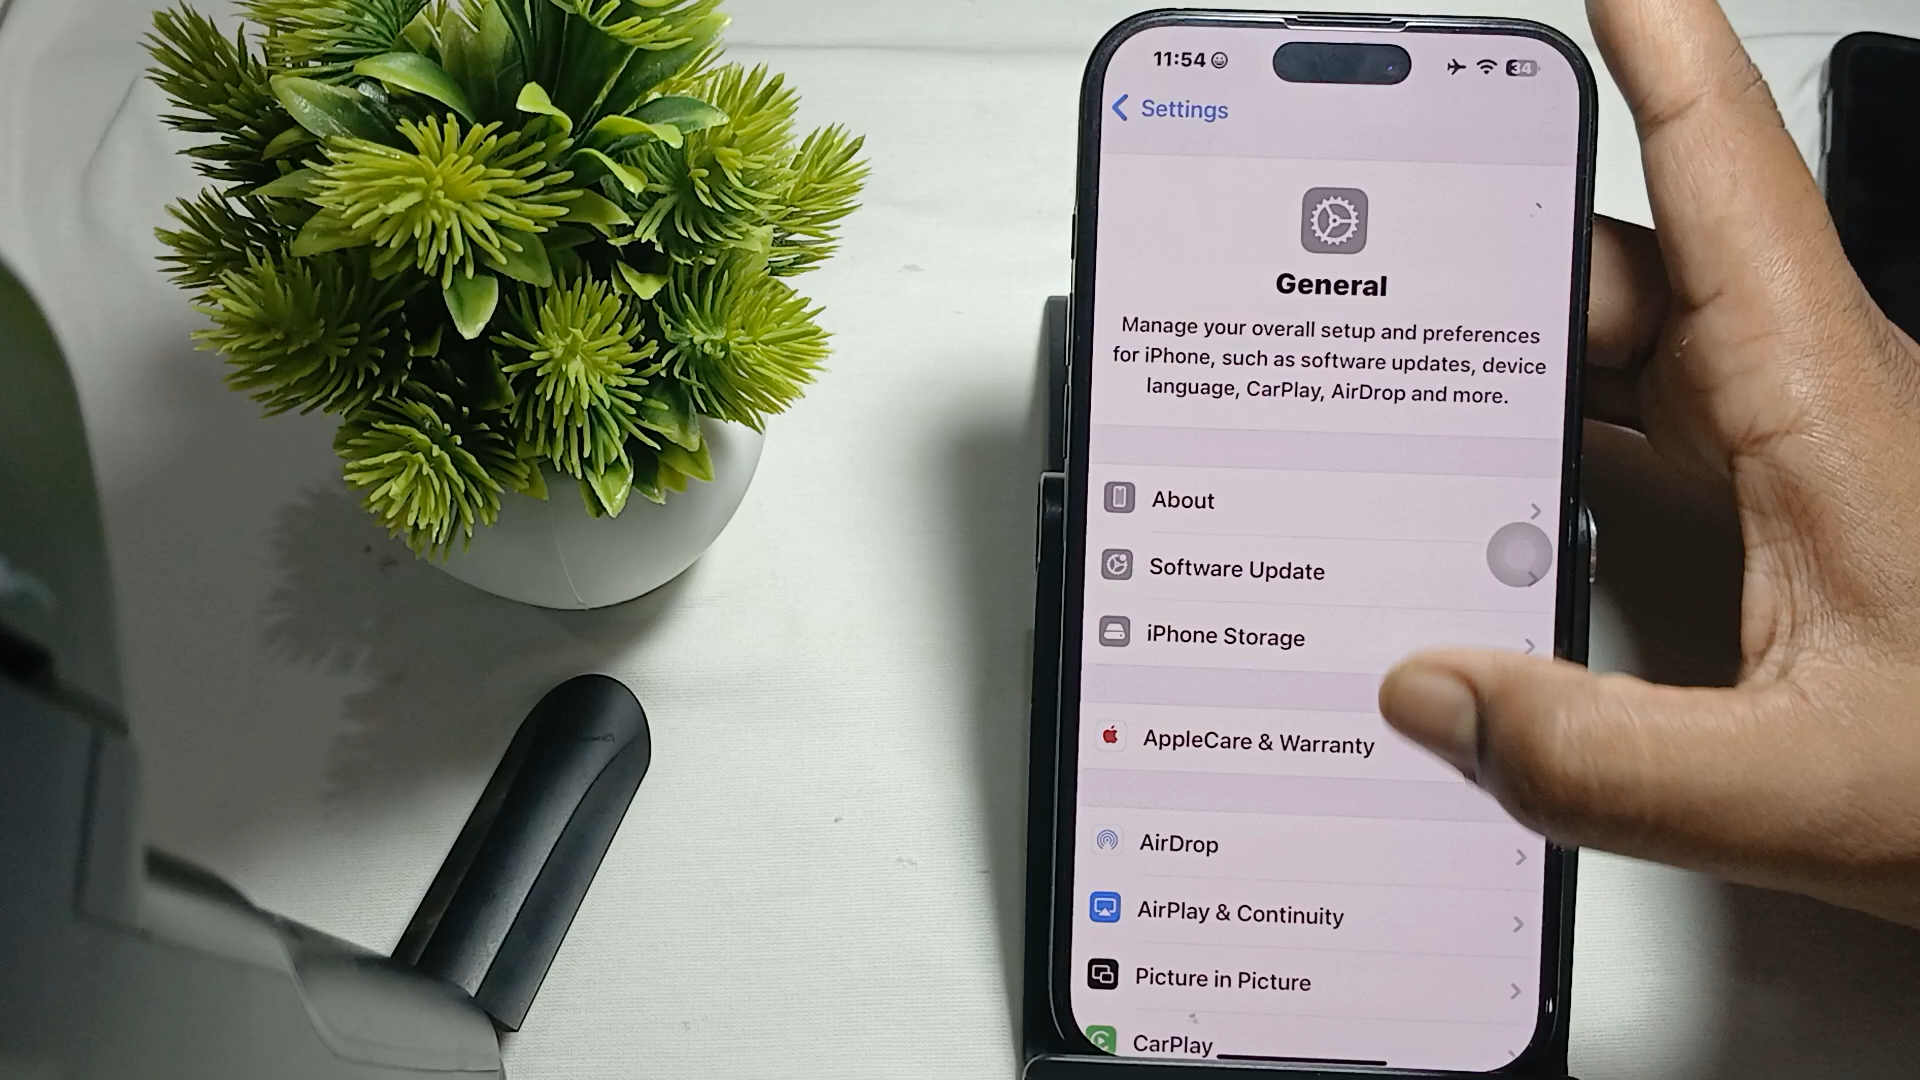 11:54
34
Settings
General
Manage your overall setup and preferences
for iPhone, such as software updates, device
language, CarPlay, AirDrop and more.
About
Software Update
iPhone Storage
AppleCare & Warranty
AirDrop
AirPlay & Continuity
Picture in Picture
CarPlay